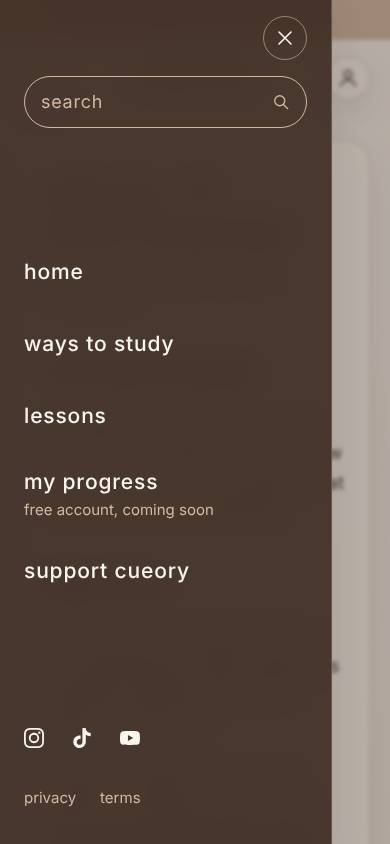 search
home
ways to study
lessons
my progress
free account, coming soon
support cueory
privacy terms